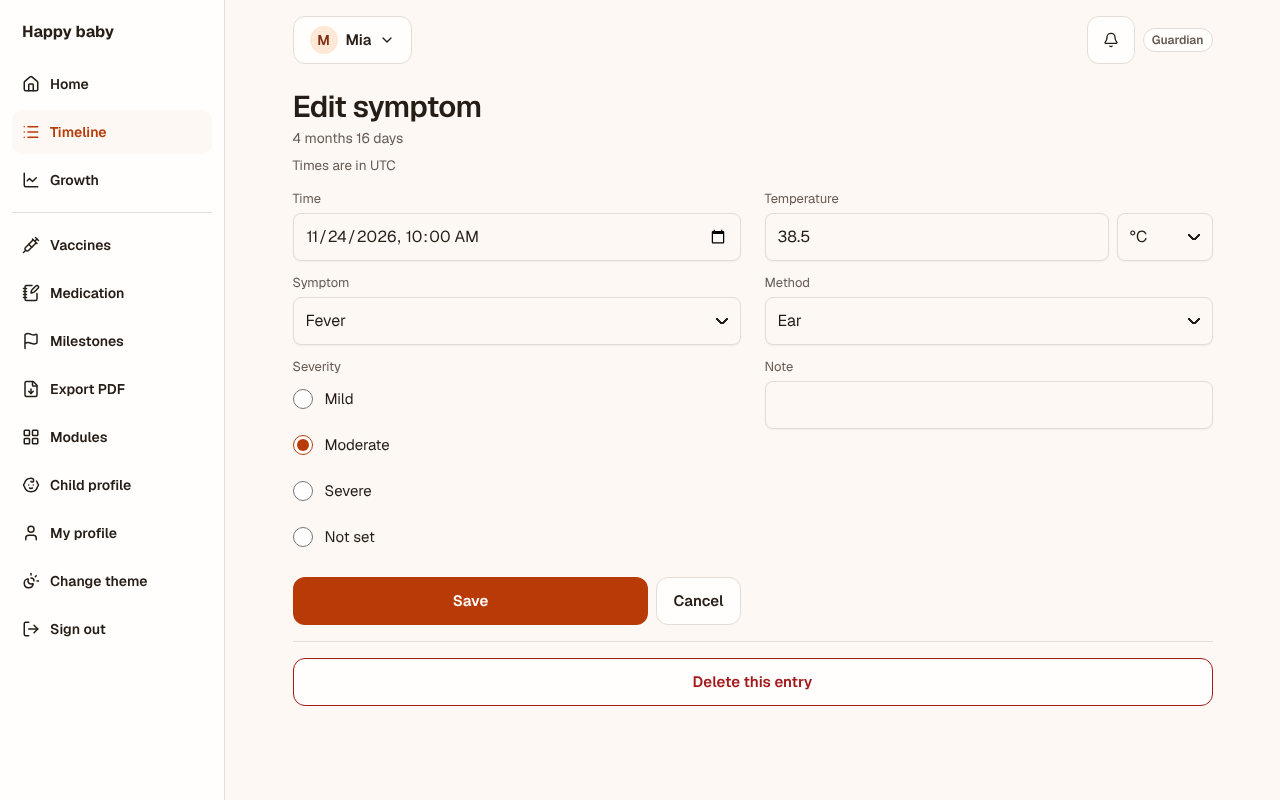 Happy baby
Home
Timeline
Growth
Vaccines
Medication
Milestones
Export PDF
Modules
Child profile
My profile
Change theme
Sign out
M Mia
Guardian
Edit symptom
4 months 16 days
Times are in UTC
Time
11/24/2026, 10:00 AM
Temperature
38.5 °C
Symptom
Fever
Method
Ear
Severity
Mild
Moderate
Severe
Not set
Note
Save Cancel
Delete this entry